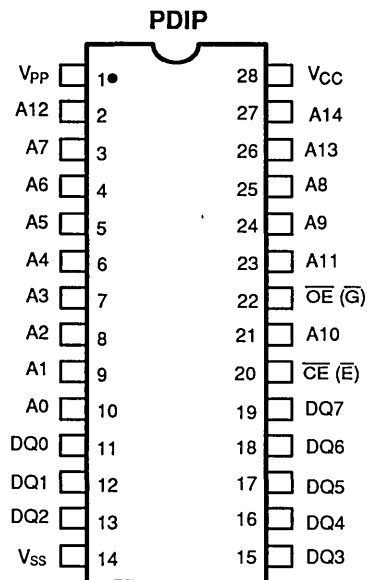 PDIP
VPP 1 28 VCC
A12 2 27 A14
A7 3 26 A13
A6 4 25 A8
A5 5 24 A9
A4 6 23 A11
A3 7 22 O̅E̅ (G̅)
A2 8 21 A10
A1 9 20 C̅E̅ (E̅)
A0 10 19 DQ7
DQ0 11 18 DQ6
DQ1 12 17 DQ5
DQ2 13 16 DQ4
VSS 14 15 DQ3